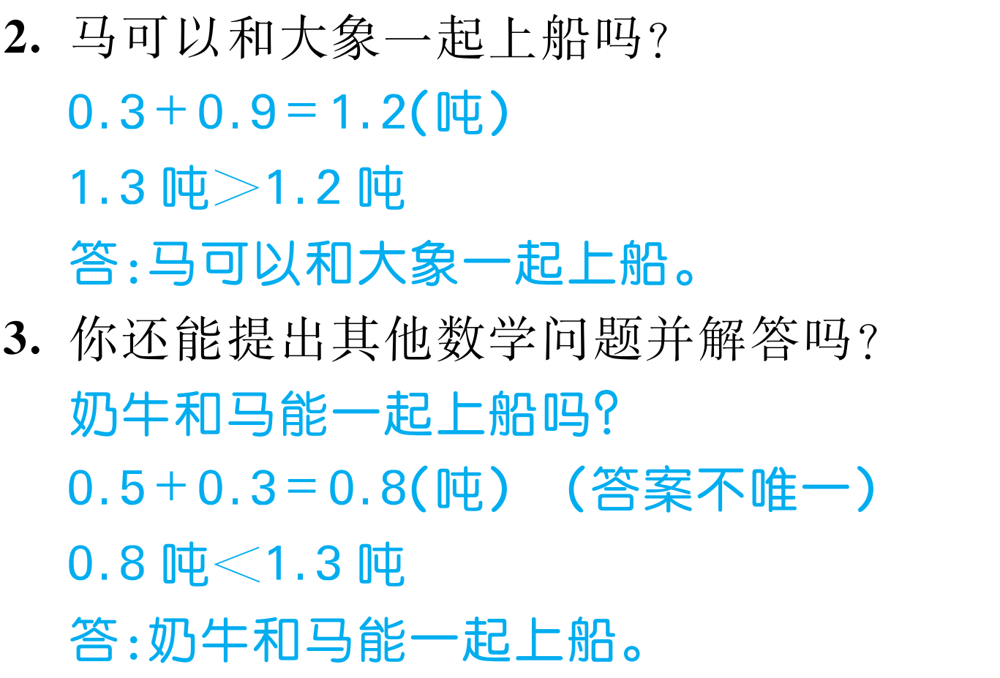 2. 马可以和大象一起上船吗?
0.3+0.9=1.2(吨)
1.3 吨>1.2 吨
答:马可以和大象一起上船。
3. 你还能提出其他数学问题并解答吗?
奶牛和马能一起上船吗?
0.5+0.3=0.8(吨) (答案不唯一)
0.8 吨<1.3 吨
答:奶牛和马能一起上船。